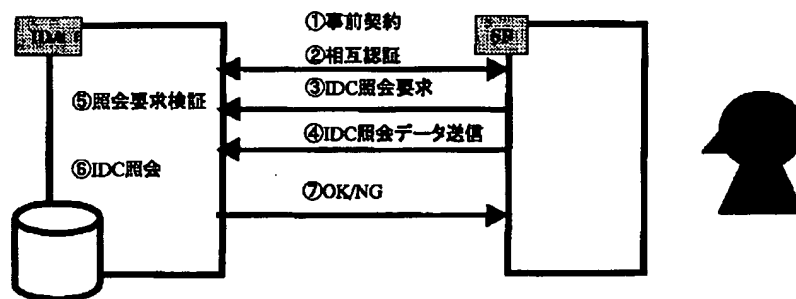 IDA
SP
①事前契約
②相互認証
③IDC照会要求
⑤照会要求検証
④IDC照会データ送信
⑥IDC照会
⑦OK/NG